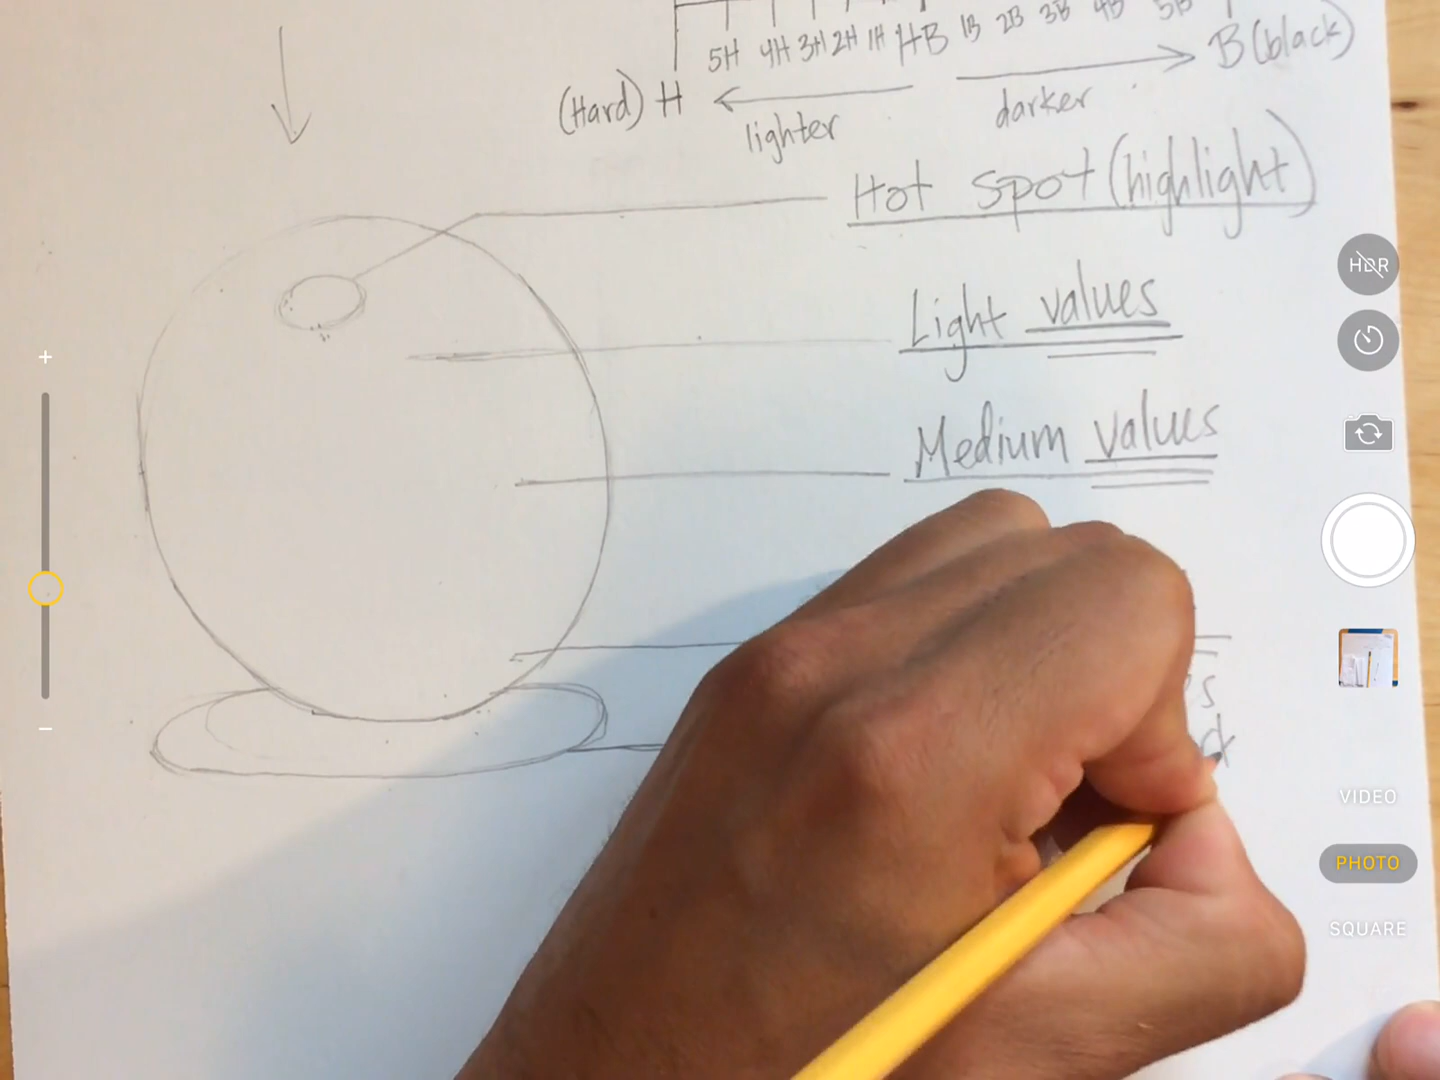 5H 4H 3H 2H 1H HB 1B 2B 3B 4B 5B
(Hard) H
B (black)
lighter
darker
Hot spot (highlight)
Light values
Medium values
HDR
VIDEO
PHOTO
SQUARE